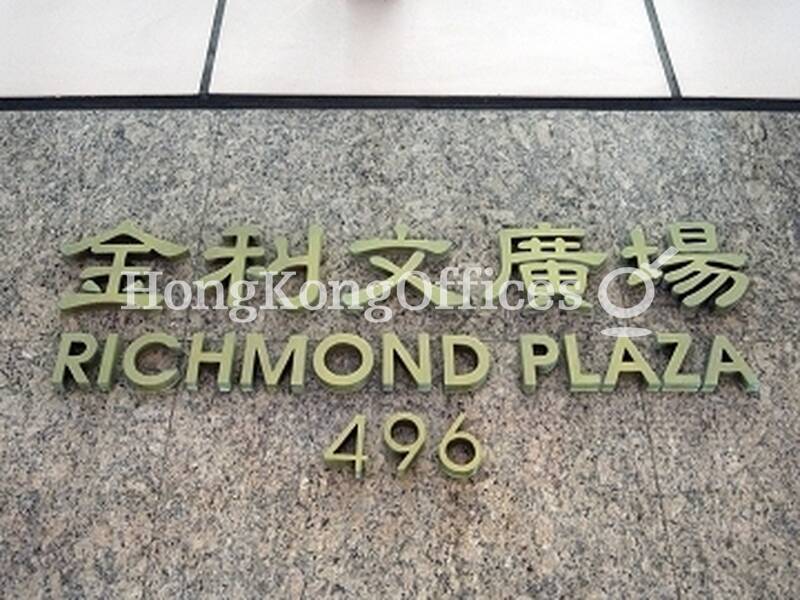 金利文廣場
HongKongOffices
RICHMOND PLAZA
496